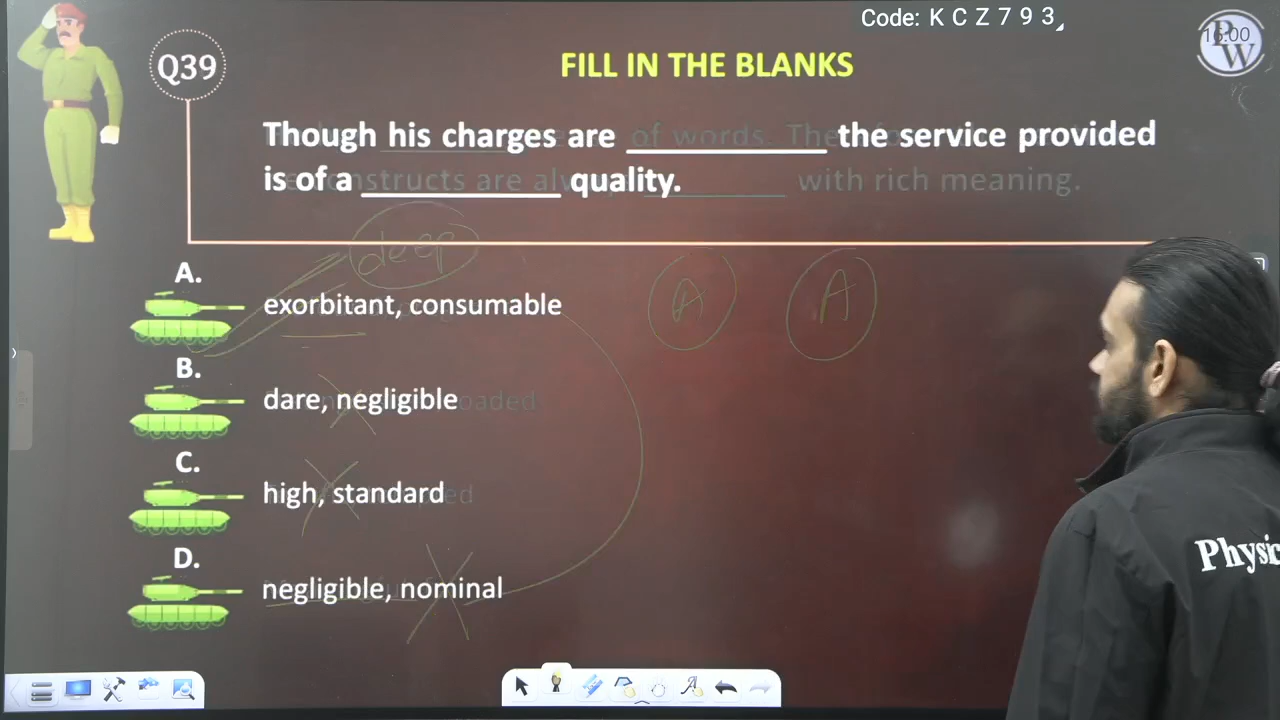 Code: K C Z 7 9 3
Q39
FILL IN THE BLANKS
Though his charges are ____________ the service provided
is of a ____________ quality.
deep
A.
exorbitant, consumable
A
A
B.
dare, negligible
C.
high, standard
D.
negligible, nominal
Physic